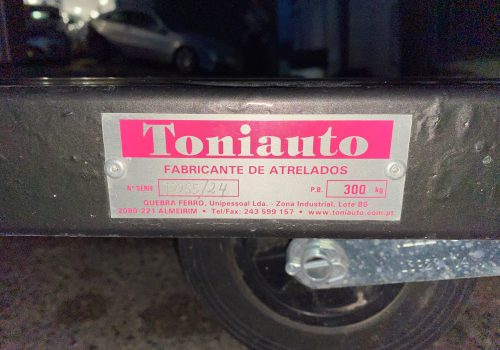 Toniauto
FABRICANTE DE ATRELADOS
Nº SÉRIE /24 P.B. 300 kg
QUEBRA FERRO, Unipessoal Lda. - Zona Industrial, Lote 86
2080-221 ALMEIRIM • Tel/Fax: 243 599 157 • www.toniauto.com.pt